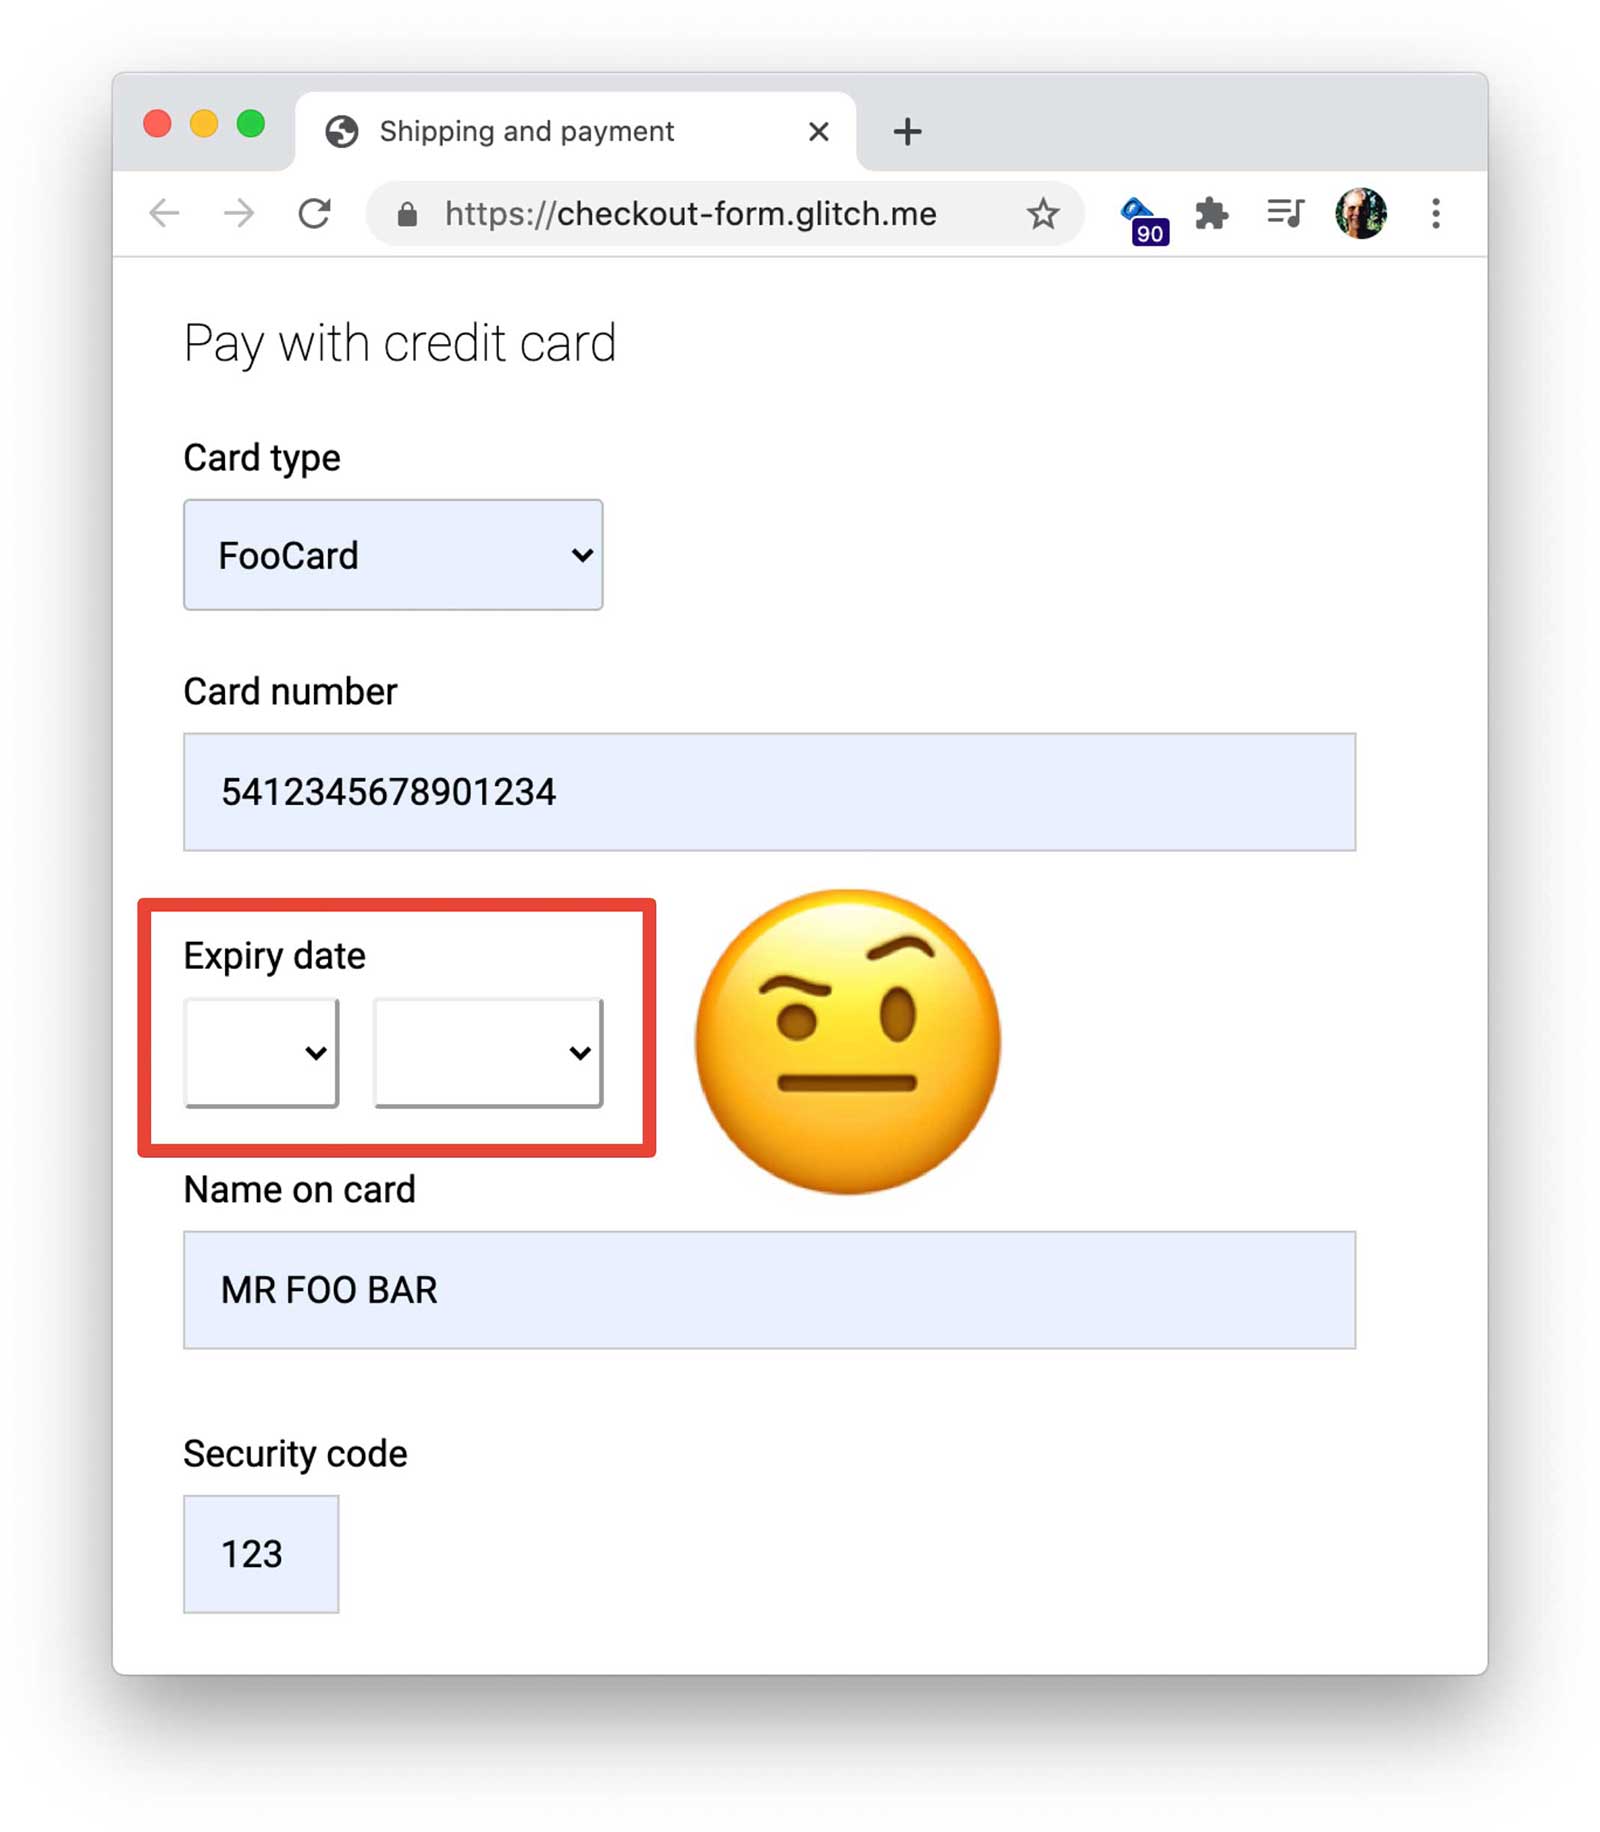 Shipping and payment
https://checkout-form.glitch.me
90
Pay with credit card
Card type
FooCard
Card number
5412345678901234
Expiry date
Name on card
MR FOO BAR
Security code
123